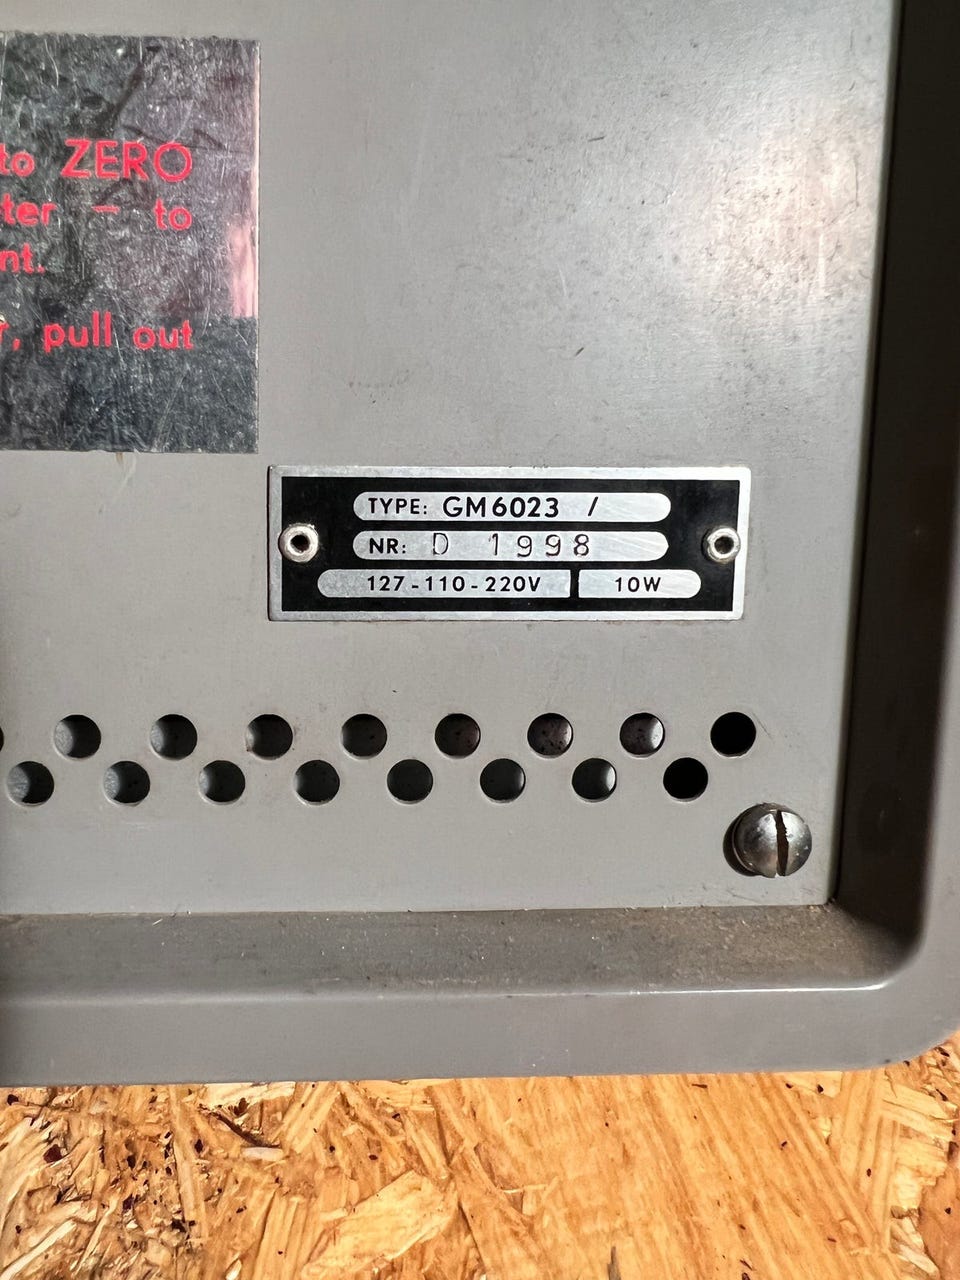 to ZERO
ter – to
nt.
r, pull out
TYPE: GM6023 /
NR: D 1998
127-110-220V 10W